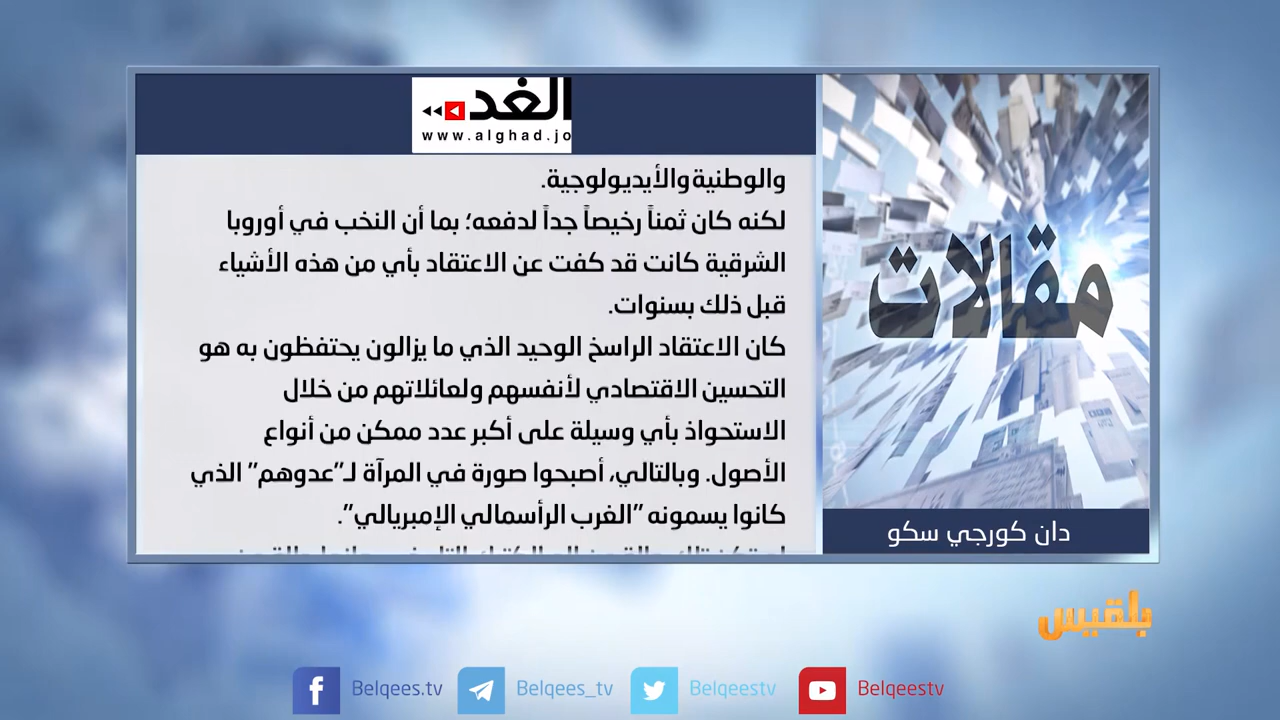 الغد
www.alghad.jo
والوطنية والأيديولوجية.
لكنه كان ثمناً رخيصاً جداً لدفعه؛ بما أن النخب في أوروبا
الشرقية كانت قد كفت عن الاعتقاد بأي من هذه الأشياء
قبل ذلك بسنوات.
كان الاعتقاد الراسخ الوحيد الذي ما يزالون يحتفظون به هو
التحسين الاقتصادي لأنفسهم ولعائلاتهم من خلال
الاستحواذ بأي وسيلة على أكبر عدد ممكن من أنواع
الأصول. وبالتالي، أصبحوا صورة في المرآة لـ"عدوهم" الذي
كانوا يسمونه "الغرب الرأسمالي الإمبريالي".
مقالات
دان كورجي سكو
بلقيس
Belqees.tv
Belqees_tv
Belqeestv
Belqeestv